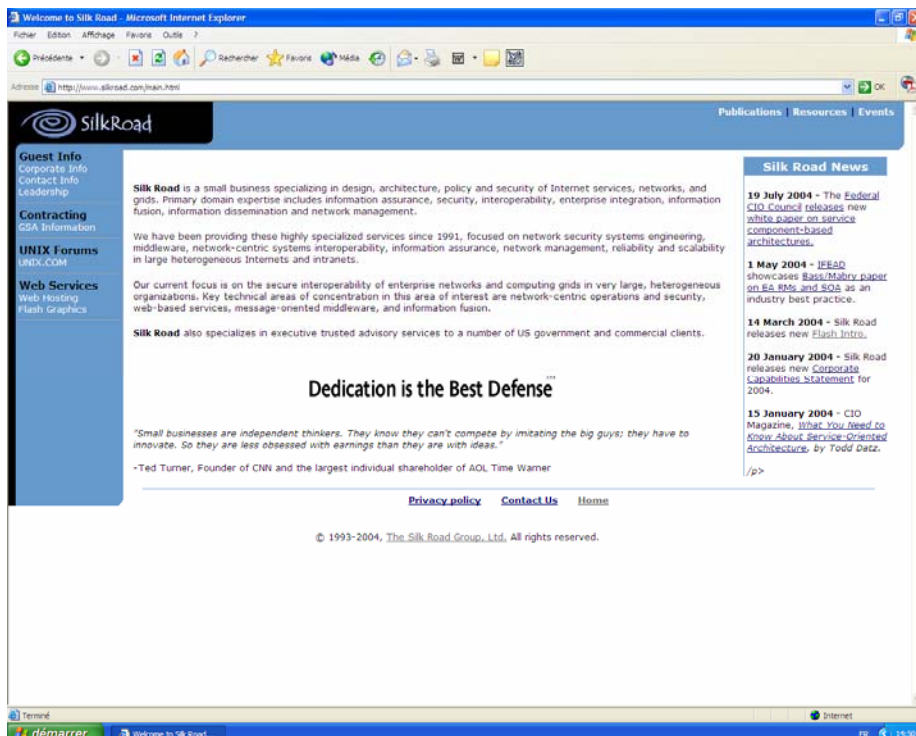 Welcome to Silk Road - Microsoft Internet Explorer
Fichier Edition Affichage Favoris Outils ?
Précédente Rechercher Favoris Média
Adresse http://www.silkroad.com/main.html OK
SilkRoad
Publications | Resources | Events
Guest Info
Corporate Info
Contact Info
Leadership
Contracting
GSA Information
UNIX Forums
UNIX.COM
Web Services
Web Hosting
Flash Graphics
Silk Road is a small business specializing in design, architecture, policy and security of Internet services, networks, and
grids. Primary domain expertise includes information assurance, security, interoperability, enterprise integration, information
fusion, information dissemination and network management.
We have been providing these highly specialized services since 1991, focused on network security systems engineering,
middleware, network-centric systems interoperability, information assurance, network management, reliability and scalability
in large heterogeneous Internets and intranets.
Our current focus is on the secure interoperability of enterprise networks and computing grids in very large, heterogeneous
organizations. Key technical areas of concentration in this area of interest are network-centric operations and security,
web-based services, message-oriented middleware, and information fusion.
Silk Road also specializes in executive trusted advisory services to a number of US government and commercial clients.
Dedication is the Best Defense
"Small businesses are independent thinkers. They know they can't compete by imitating the big guys; they have to
innovate. So they are less obsessed with earnings than they are with ideas."
-Ted Turner, Founder of CNN and the largest individual shareholder of AOL Time Warner
Silk Road News
19 July 2004 - The Federal
CIO Council releases new
white paper on service
component-based
architectures.
1 May 2004 - IFEAD
showcases Bass/Mabry paper
on EA RMs and SOA as an
industry best practice.
14 March 2004 - Silk Road
releases new Flash Intro.
20 January 2004 - Silk Road
releases new Corporate
Capabilities Statement for
2004.
15 January 2004 - CIO
Magazine, What You Need to
Know About Service-Oriented
Architecture, by Todd Datz.
/p>
Privacy policy Contact Us Home
© 1993-2004, The Silk Road Group, Ltd. All rights reserved.
Terminé Internet
démarrer Welcome to Silk Road ... FR 19:50